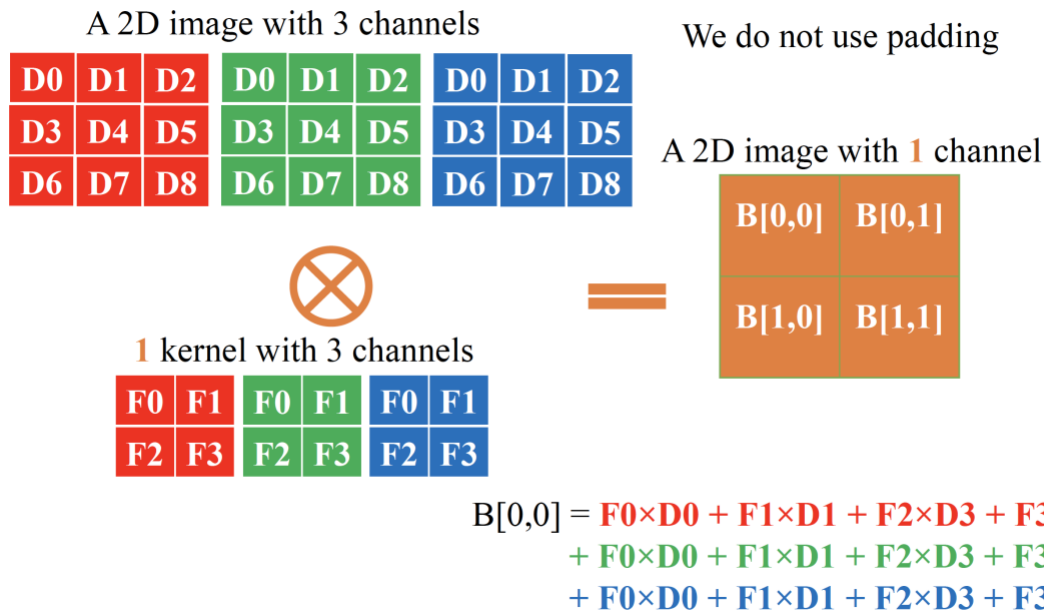 A 2D image with 3 channels
We do not use padding
D0 D1 D2 D0 D1 D2 D0 D1 D2
D3 D4 D5 D3 D4 D5 D3 D4 D5
D6 D7 D8 D6 D7 D8 D6 D7 D8
A 2D image with 1 channel
B[0,0] B[0,1]
B[1,0] B[1,1]
1 kernel with 3 channels
F0 F1 F0 F1 F0 F1
F2 F3 F2 F3 F2 F3
B[0,0] = F0×D0 + F1×D1 + F2×D3 + F3
+ F0×D0 + F1×D1 + F2×D3 + F3
+ F0×D0 + F1×D1 + F2×D3 + F3